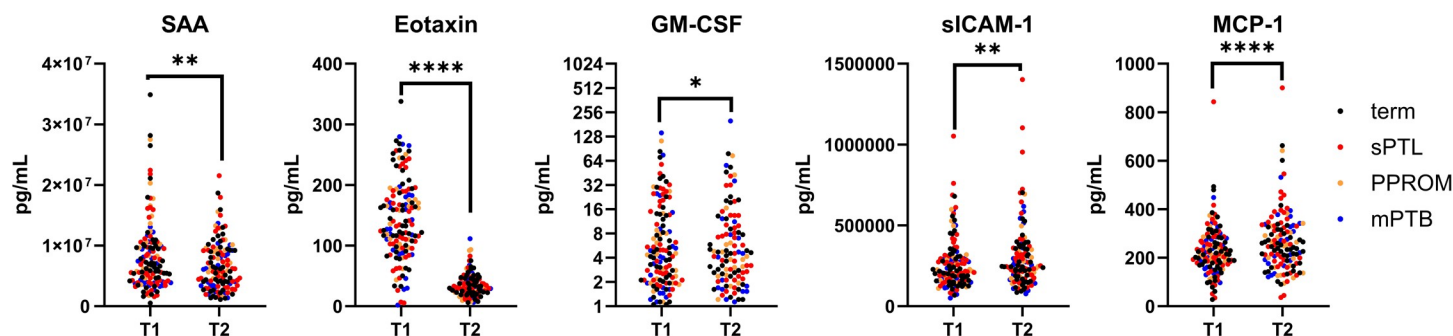 SAA
**
4×10⁷
3×10⁷
2×10⁷
1×10⁷
0
pg/mL
T1 T2
Eotaxin
****
400
300
200
100
0
pg/mL
T1 T2
GM-CSF
*
1024
512
256
128
64
32
16
8
4
2
1
pg/mL
T1 T2
sICAM-1
**
1500000
1000000
500000
0
pg/mL
T1 T2
MCP-1
****
1000
800
600
400
200
0
pg/mL
T1 T2
term
sPTL
PPROM
mPTB